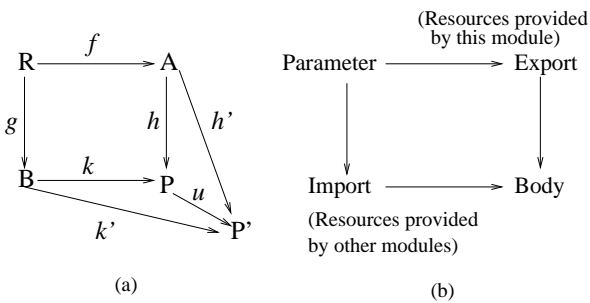 R f A
g h h'
B k P u
k' P'
(a)
(Resources provided
by this module)
Parameter Export
Import Body
(Resources provided
by other modules)
(b)